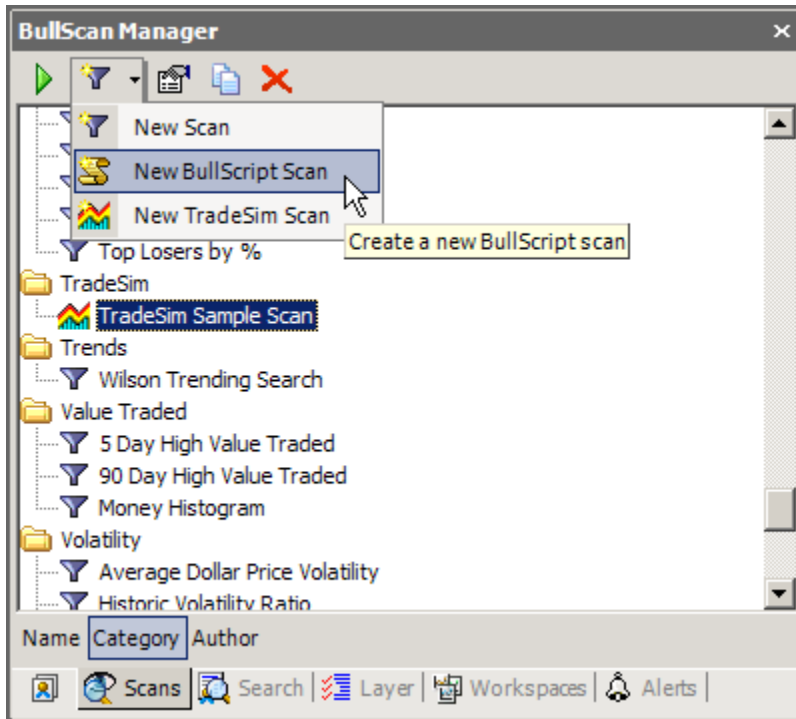 BullScan Manager
New Scan
New BullScript Scan
New TradeSim Scan
Create a new BullScript scan
Top Losers by %
TradeSim
TradeSim Sample Scan
Trends
Wilson Trending Search
Value Traded
5 Day High Value Traded
90 Day High Value Traded
Money Histogram
Volatility
Average Dollar Price Volatility
Historic Volatility Ratio
Name Category Author
Scans Search Layer Workspaces Alerts